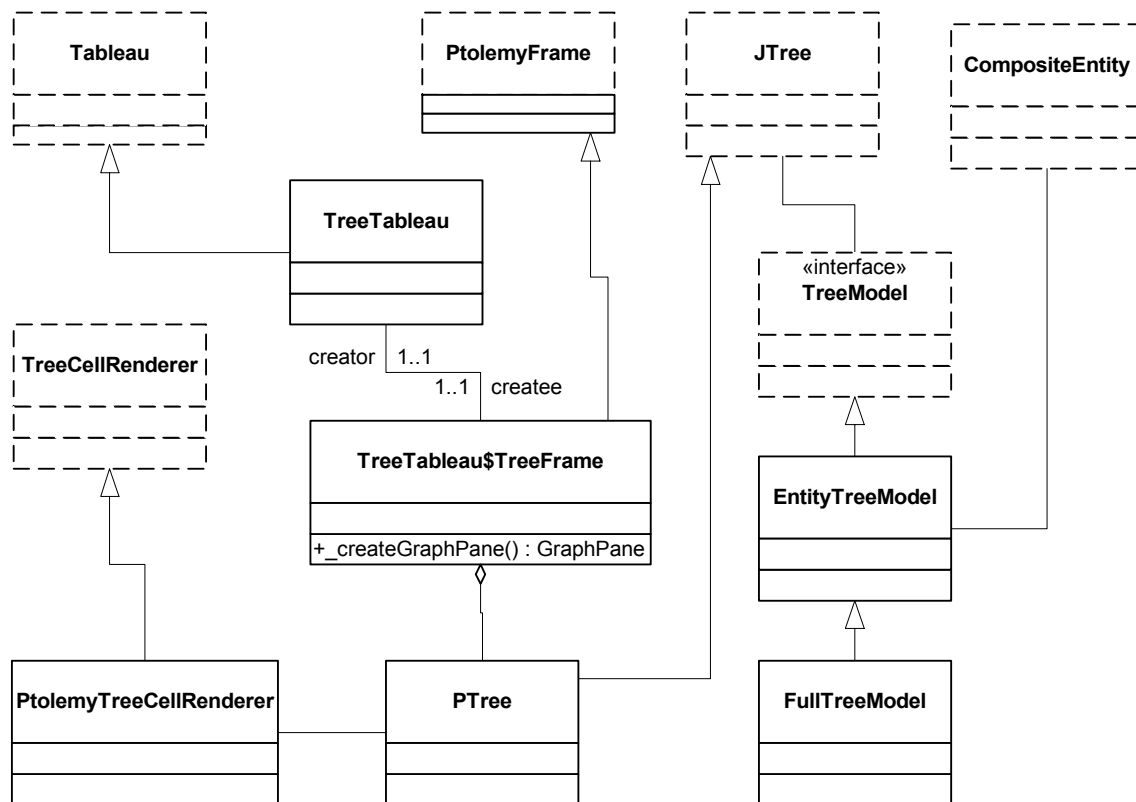 Tableau
PtolemyFrame
JTree
CompositeEntity
TreeTableau
«interface»
TreeModel
creator
1..1
1..1
createe
TreeCellRenderer
TreeTableau$TreeFrame
+_createGraphPane() : GraphPane
EntityTreeModel
PtolemyTreeCellRenderer
PTree
FullTreeModel